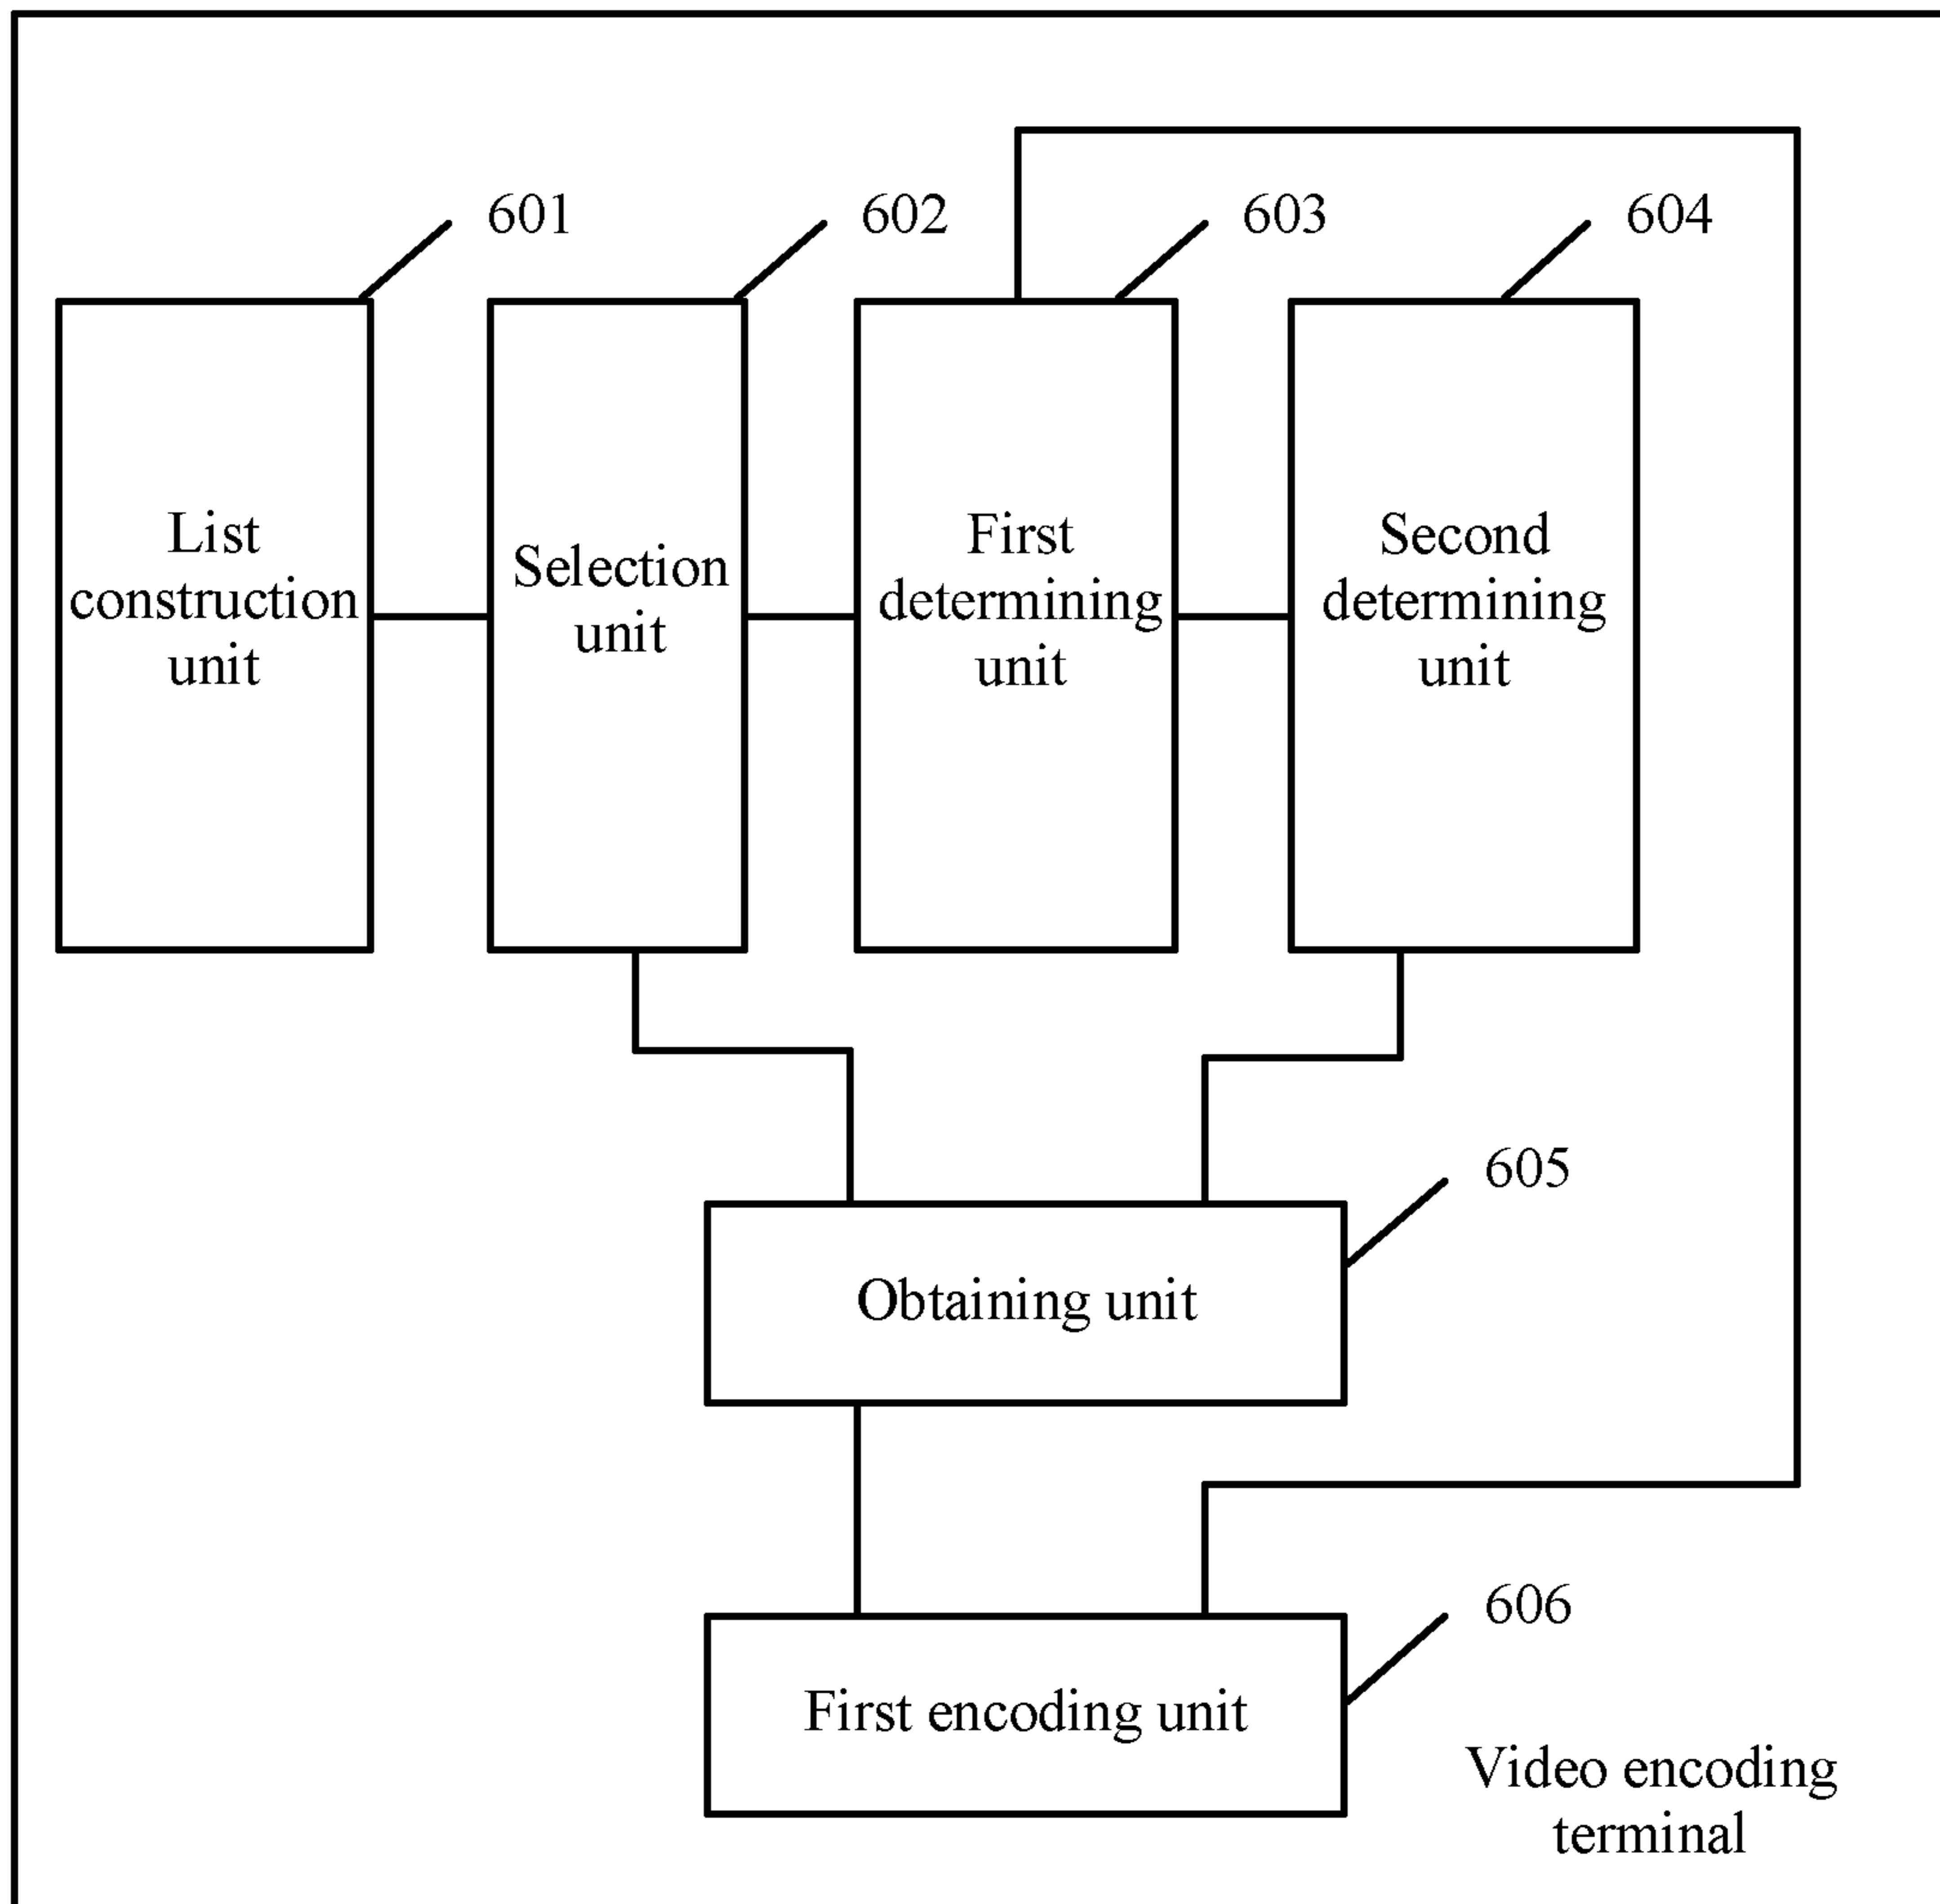 601
602
603
604
List
construction
unit
Selection
unit
First
determining
unit
Second
determining
unit
605
Obtaining unit
606
First encoding unit
Video encoding
terminal